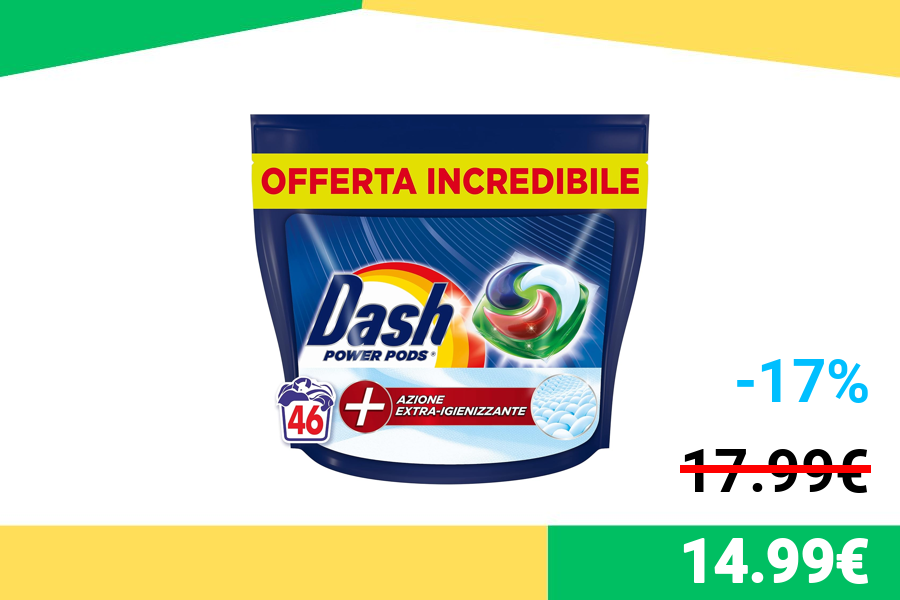 OFFERTA INCREDIBILE
Dash
POWER PODS®
46
+ AZIONE
EXTRA-IGIENIZZANTE
-17%
17.99€
14.99€